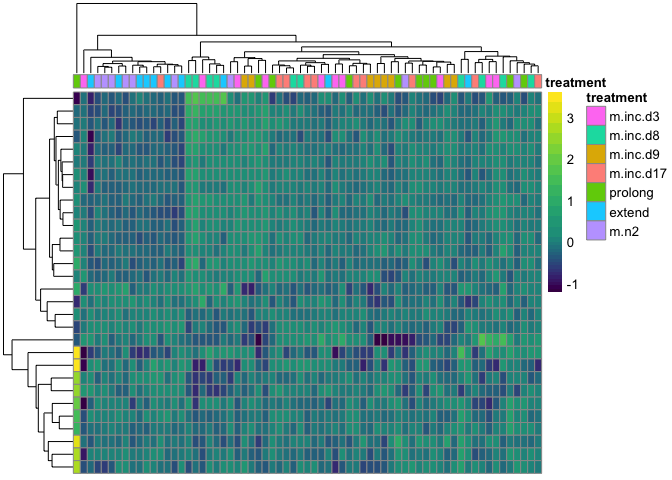 treatment
treatment
m.inc.d3
m.inc.d8
m.inc.d9
m.inc.d17
prolong
extend
m.n2
3
2
1
0
-1